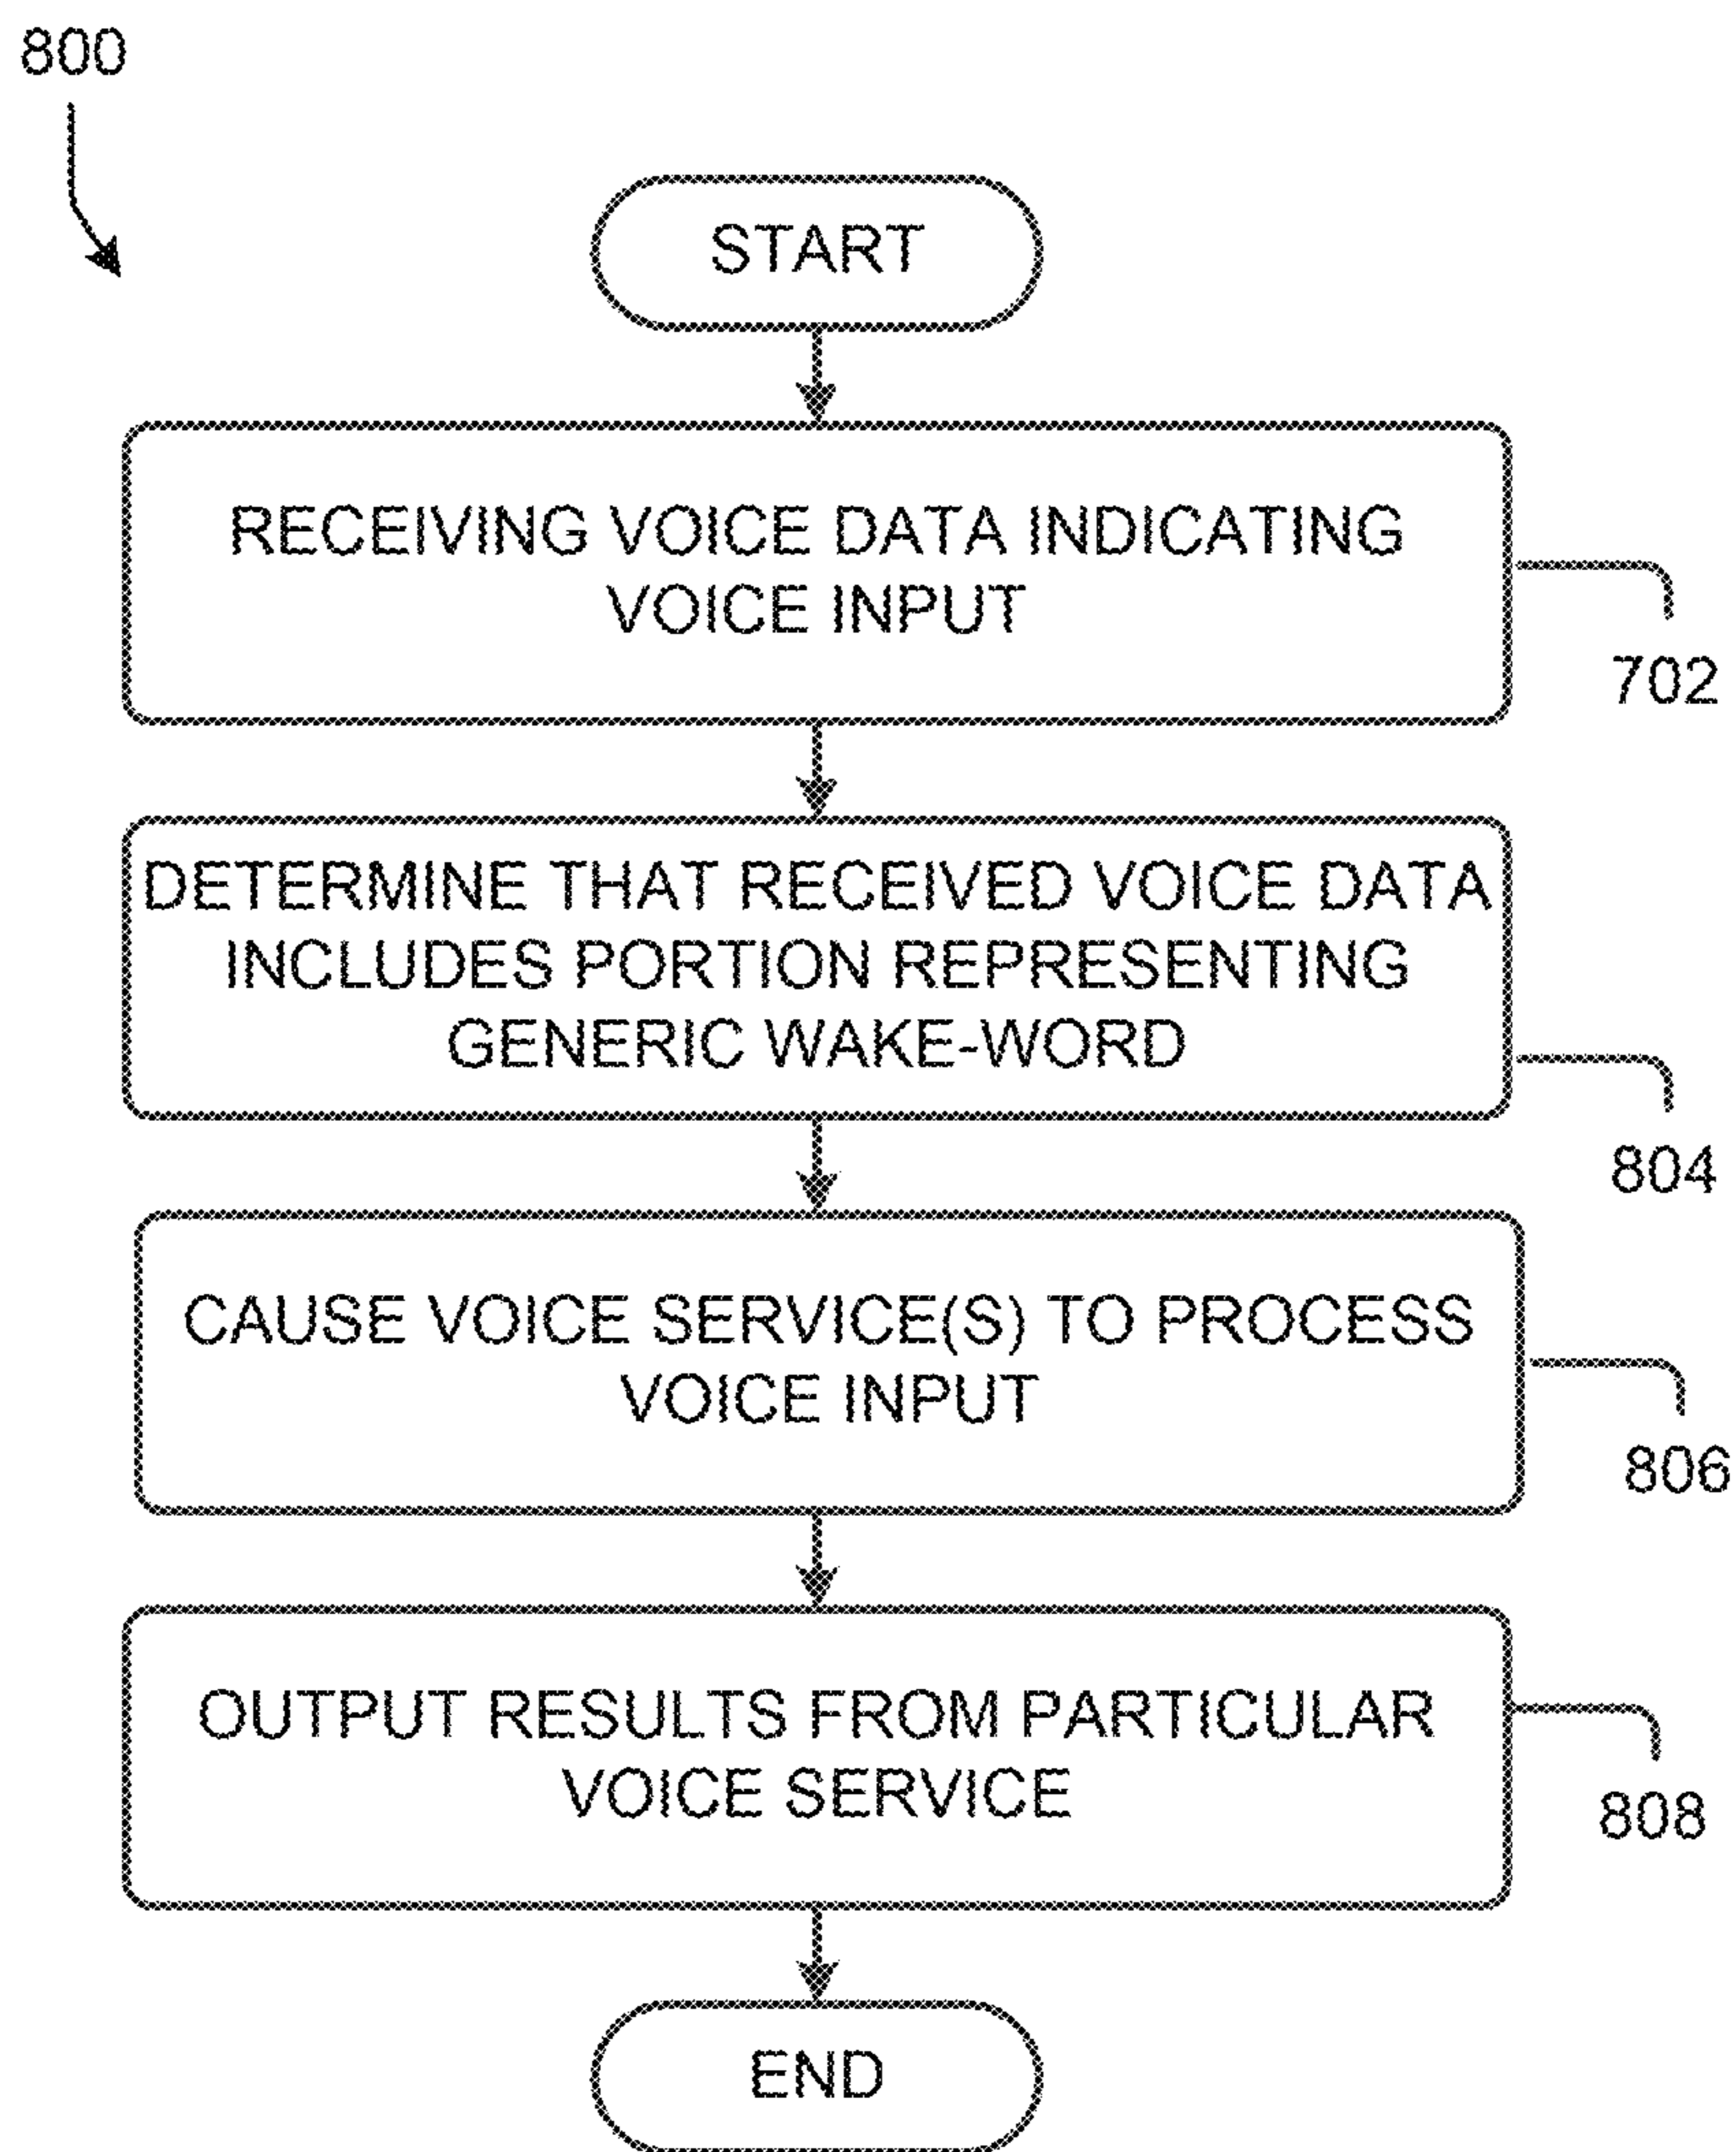 800
START
RECEIVING VOICE DATA INDICATING
VOICE INPUT
702
DETERMINE THAT RECEIVED VOICE DATA
INCLUDES PORTION REPRESENTING
GENERIC WAKE-WORD
804
CAUSE VOICE SERVICE(S) TO PROCESS
VOICE INPUT
806
OUTPUT RESULTS FROM PARTICULAR
VOICE SERVICE
808
END